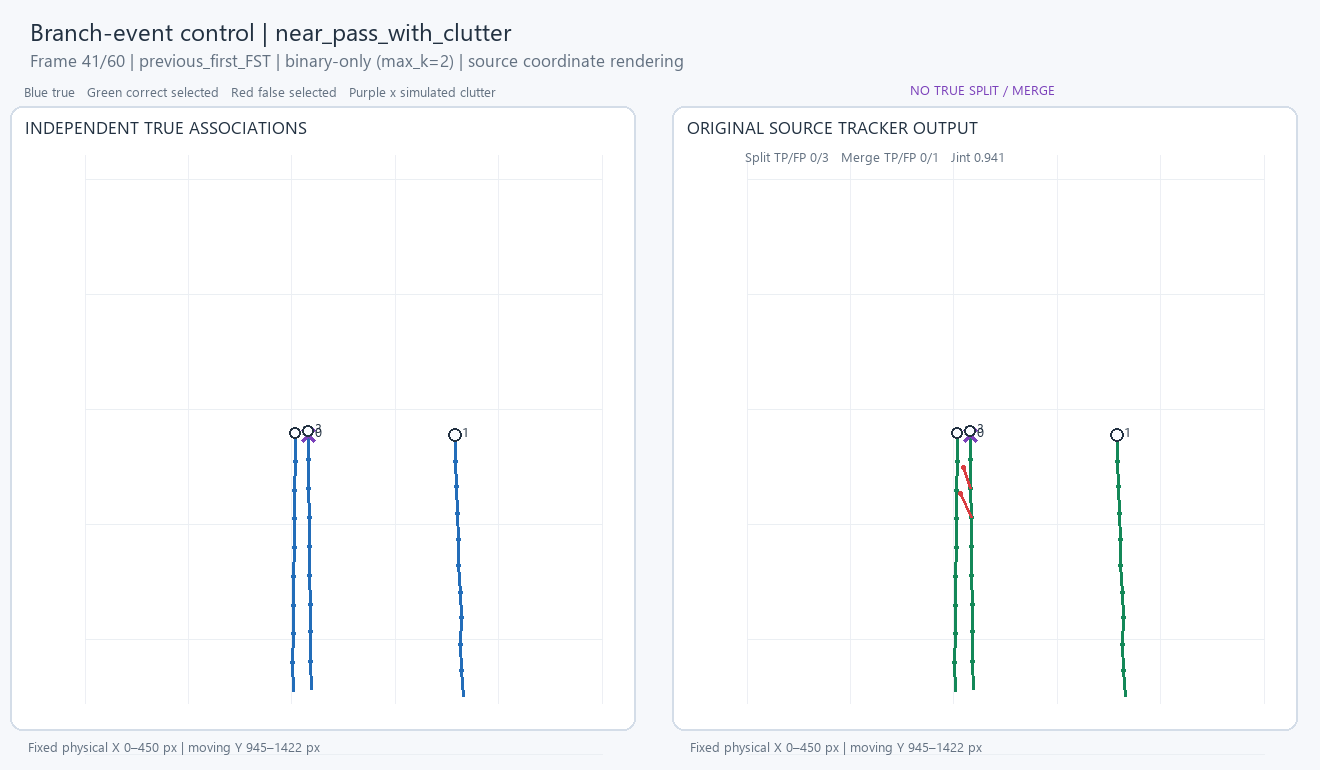 Branch-event control | near_pass_with_clutter
Frame 41/60 | previous_first_FST | binary-only (max_k=2) | source coordinate rendering
Blue true Green correct selected Red false selected Purple x simulated clutter
NO TRUE SPLIT / MERGE
INDEPENDENT TRUE ASSOCIATIONS
1
Fixed physical X 0–450 px | moving Y 945–1422 px
ORIGINAL SOURCE TRACKER OUTPUT
Split TP/FP 0/3 Merge TP/FP 0/1 Jint 0.941
1
Fixed physical X 0–450 px | moving Y 945–1422 px